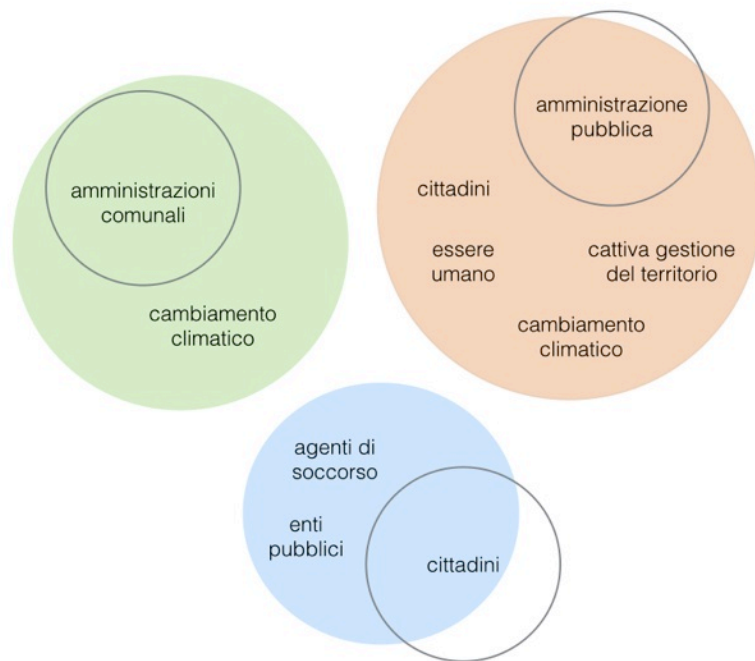 amministrazioni
comunali
cambiamento
climatico
amministrazione
pubblica
cittadini
essere
umano
cattiva gestione
del territorio
cambiamento
climatico
agenti di
soccorso
enti
pubblici
cittadini